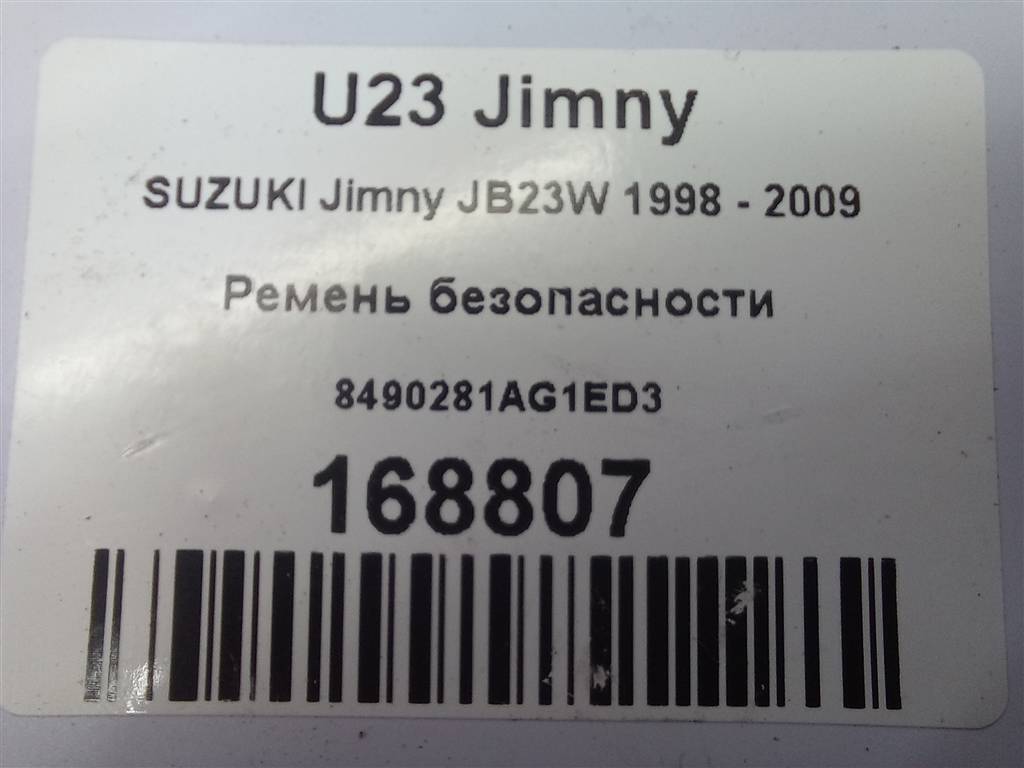 U23 Jimny
SUZUKI Jimny JB23W 1998 - 2009
Ремень безопасности
8490281AG1ED3
168807